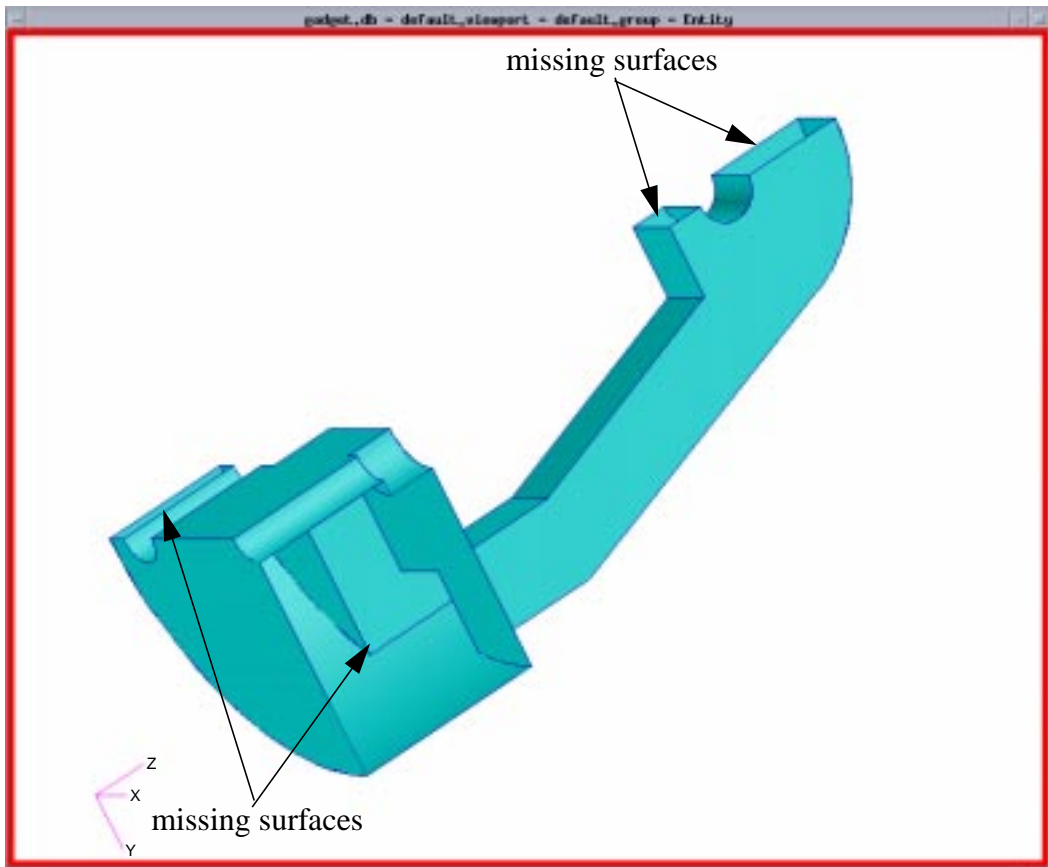 gadget.db - default_viewport - default_group - Entity
missing surfaces
Z
X
Y
missing surfaces